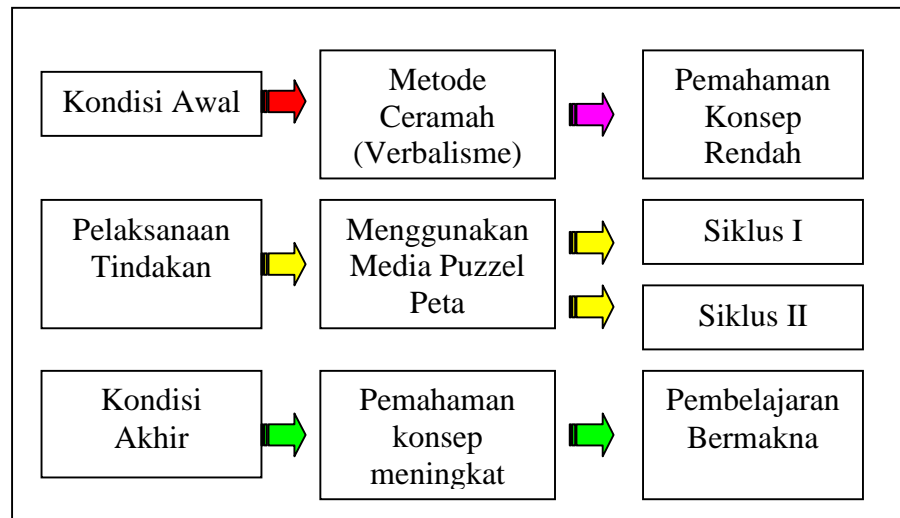 Kondisi Awal
Metode
Ceramah
(Verbalisme)
Pemahaman
Konsep
Rendah
Pelaksanaan
Tindakan
Menggunakan
Media Puzzel
Peta
Siklus I
Siklus II
Kondisi
Akhir
Pemahaman
konsep
meningkat
Pembelajaran
Bermakna